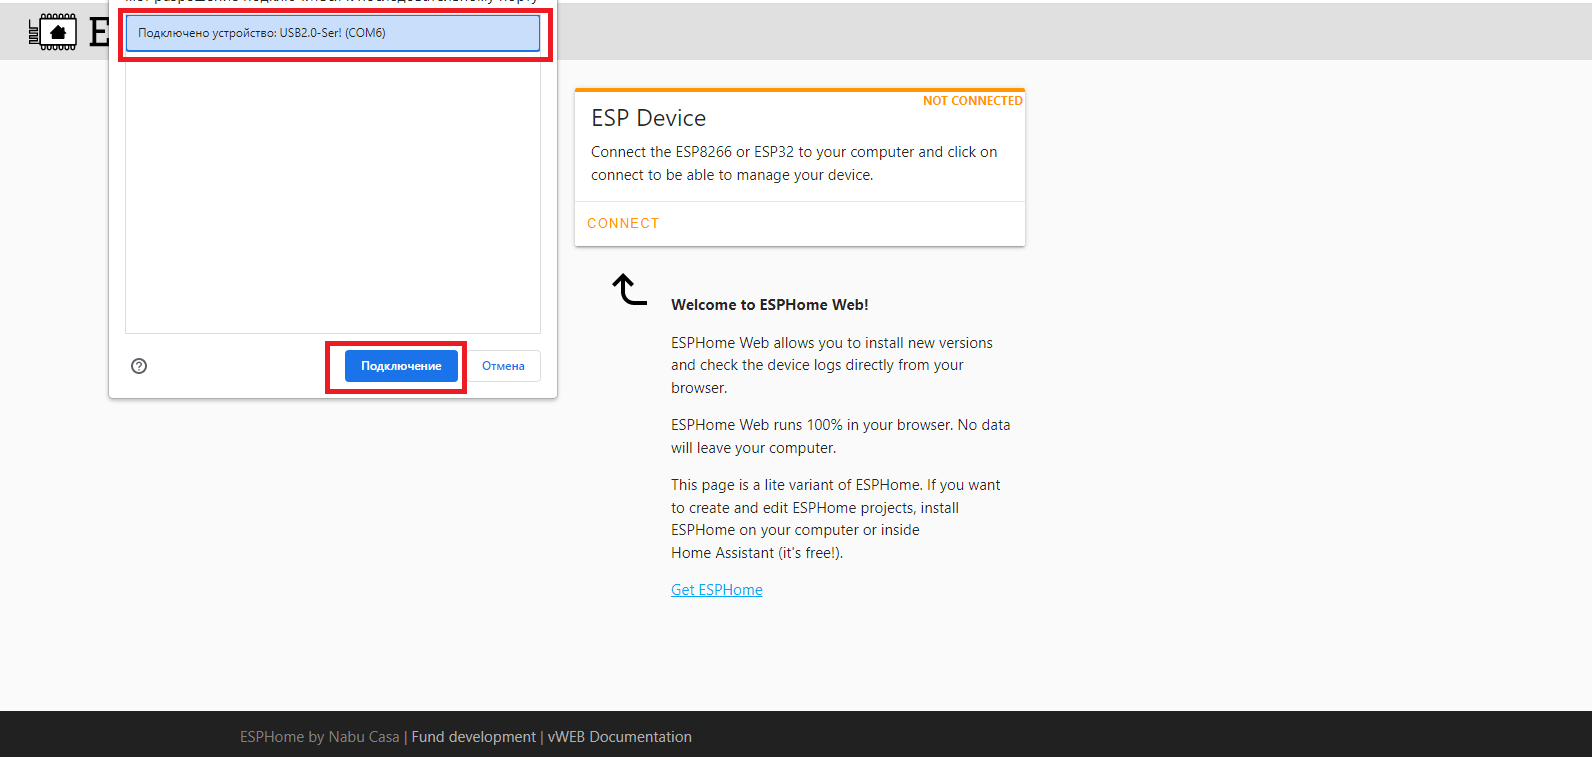 разрешение подключиться к последовательному порту
Подключено устройство: USB2.0-Ser! (COM6)
Подключение
Отмена
E
NOT CONNECTED
ESP Device
Connect the ESP8266 or ESP32 to your computer and click on
connect to be able to manage your device.
CONNECT
Welcome to ESPHome Web!
ESPHome Web allows you to install new versions
and check the device logs directly from your
browser.
ESPHome Web runs 100% in your browser. No data
will leave your computer.
This page is a lite variant of ESPHome. If you want
to create and edit ESPHome projects, install
ESPHome on your computer or inside
Home Assistant (it's free!).
Get ESPHome
ESPHome by Nabu Casa | Fund development | vWEB Documentation